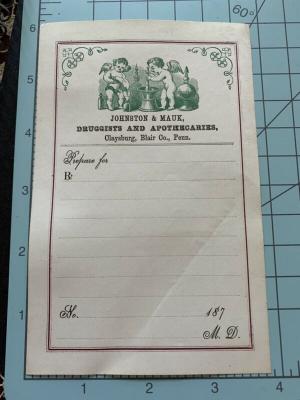 JOHNSTON & MAUK,
DRUGGISTS AND APOTHECARIES,
Claysburg, Blair Co., Penn.
Prepare for
℞
No. 187
M. D.
6
5
4
3
2
1
1
2
3
4